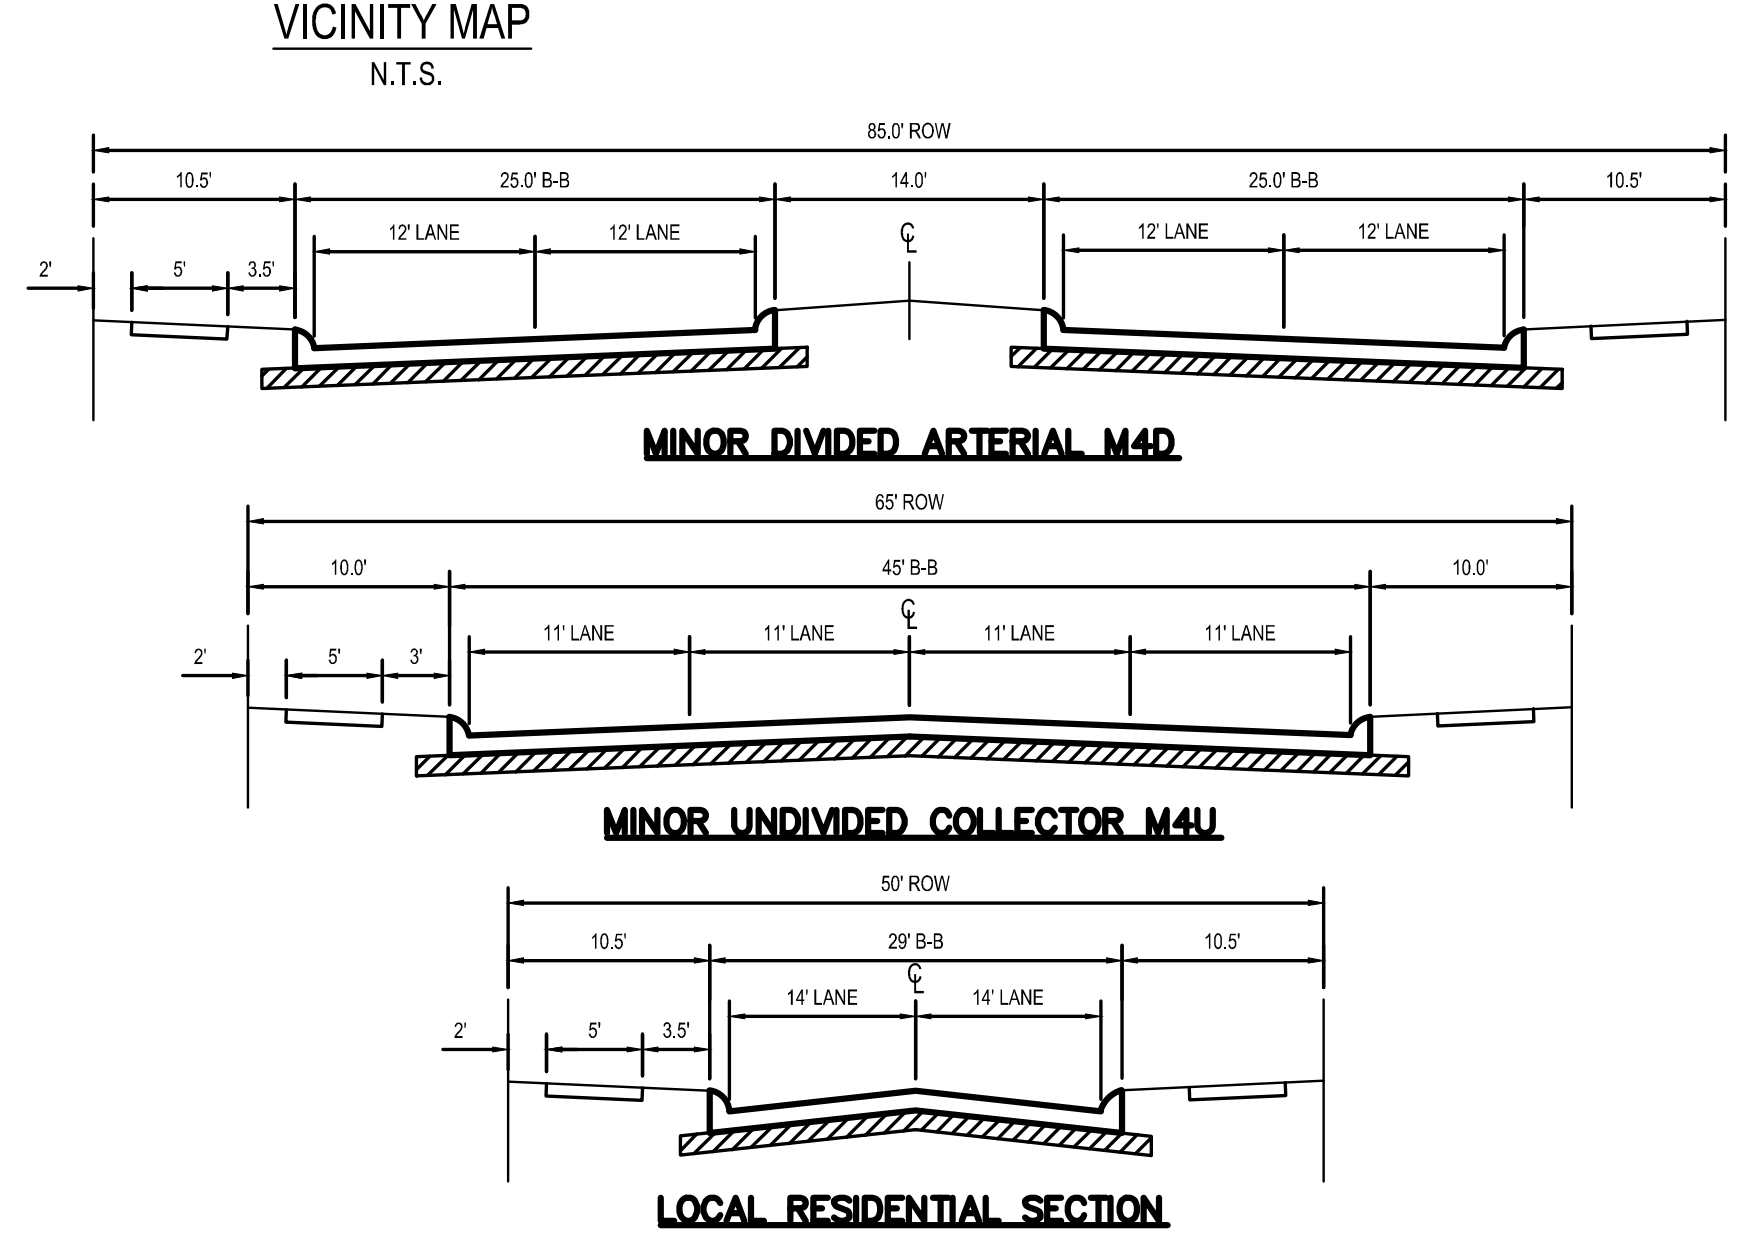 VICINITY MAP
N.T.S.
85.0' ROW
10.5' 25.0' B-B 14.0' 25.0' B-B 10.5'
12' LANE 12' LANE ℄ 12' LANE 12' LANE
2' 5' 3.5'
MINOR DIVIDED ARTERIAL M4D
65' ROW
10.0' 45' B-B 10.0'
℄
11' LANE 11' LANE 11' LANE 11' LANE
2' 5' 3'
MINOR UNDIVIDED COLLECTOR M4U
50' ROW
10.5' 29' B-B 10.5'
℄
14' LANE 14' LANE
2' 5' 3.5'
LOCAL RESIDENTIAL SECTION